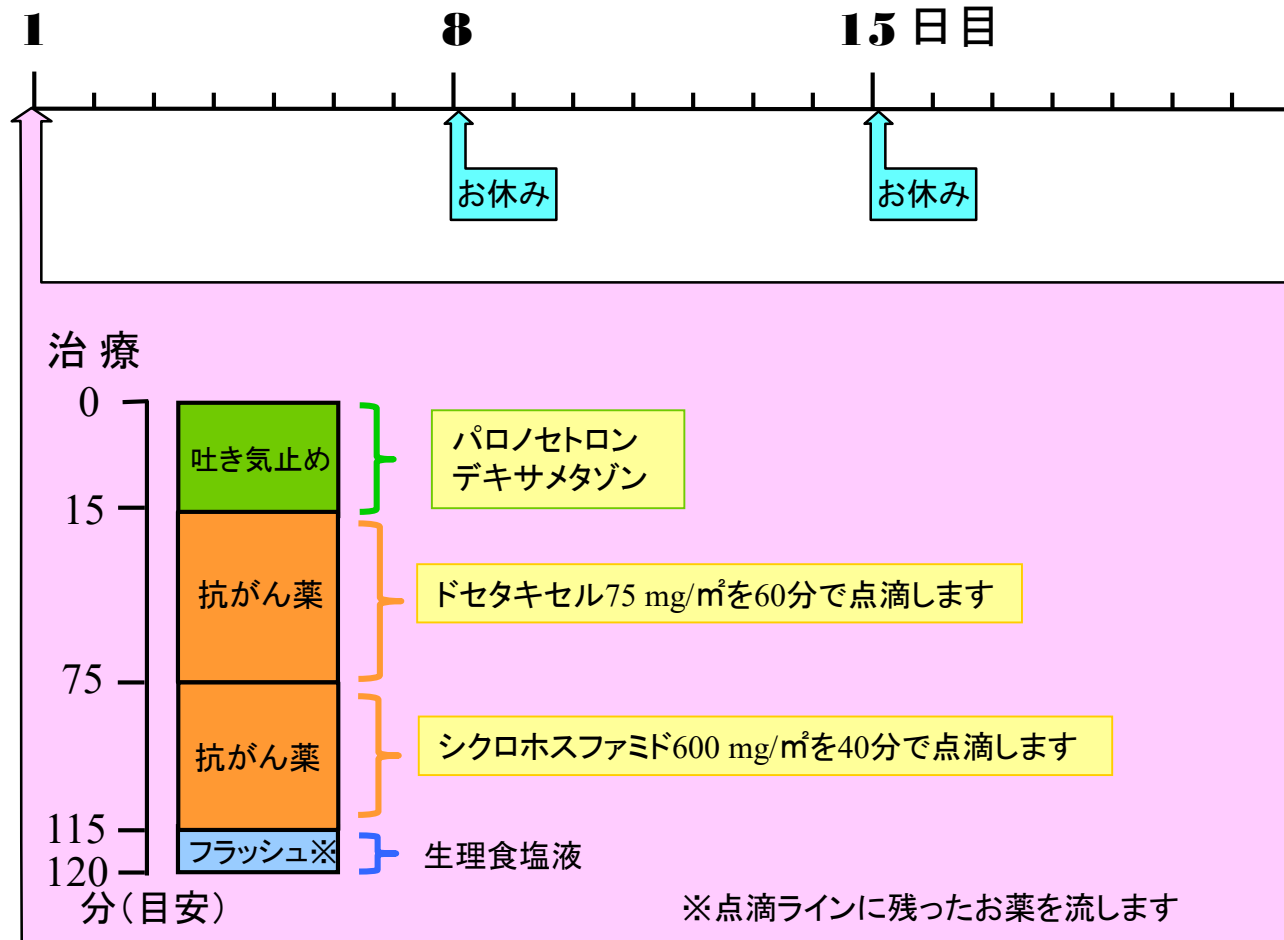 1 8 15 日目
お休み お休み
治 療
0
吐き気止め
パロノセトロン
デキサメタゾン
15
抗がん薬
ドセタキセル75 mg/㎡を60分で点滴します
75
抗がん薬
シクロホスファミド600 mg/㎡を40分で点滴します
115
フラッシュ※
生理食塩液
120
分(目安)
※点滴ラインに残ったお薬を流します